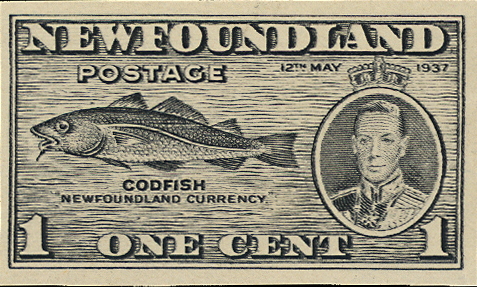 NEWFOUNDLAND
POSTAGE 12TH MAY 1937
CODFISH
"NEWFOUNDLAND CURRENCY"
1 ONE CENT 1